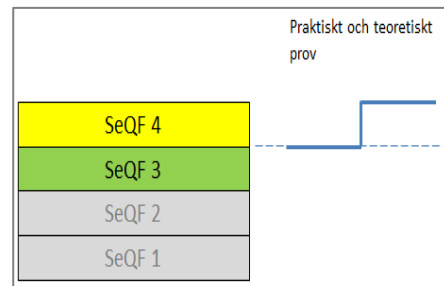 Praktiskt och teoretiskt
prov
SeQF 4
SeQF 3
SeQF 2
SeQF 1